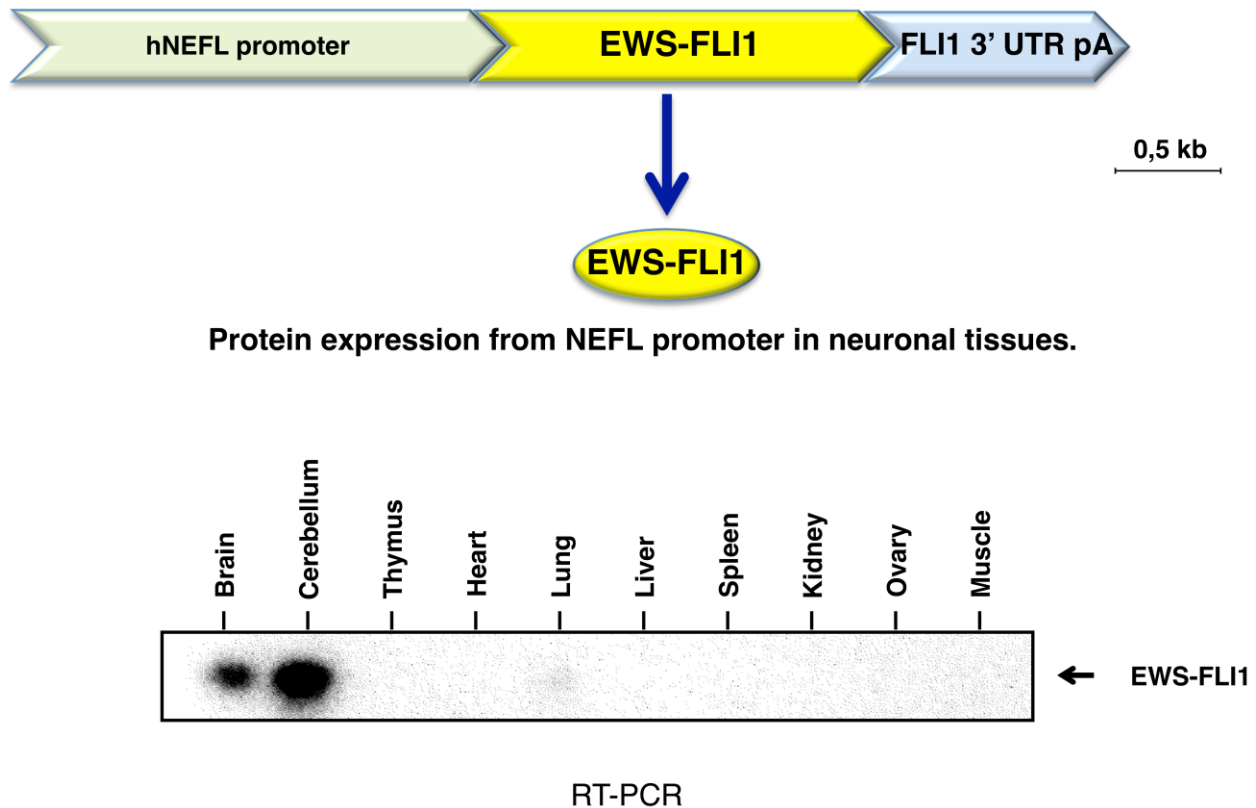 hNEFL promoter
EWS-FLI1
FLI1 3' UTR pA
0,5 kb
EWS-FLI1
Protein expression from NEFL promoter in neuronal tissues.
Brain
Cerebellum
Thymus
Heart
Lung
Liver
Spleen
Kidney
Ovary
Muscle
EWS-FLI1
RT-PCR